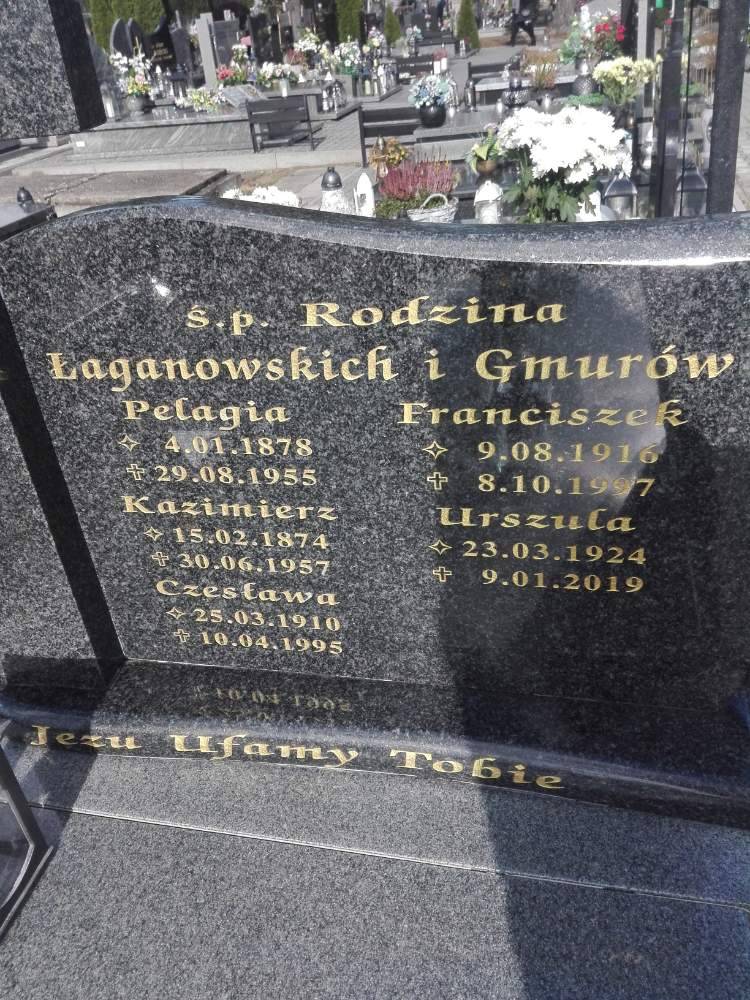 Ś.p. Rodzina
Łaganowskich i Gmurów
Pelagia
4.01.1878
29.08.1955
Kazimierz
15.02.1874
30.06.1957
Czesława
25.03.1910
10.04.1995
Franciszek
9.08.1916
8.10.1997
Urszula
23.03.1924
9.01.2019
Jezu Ufamy Tobie